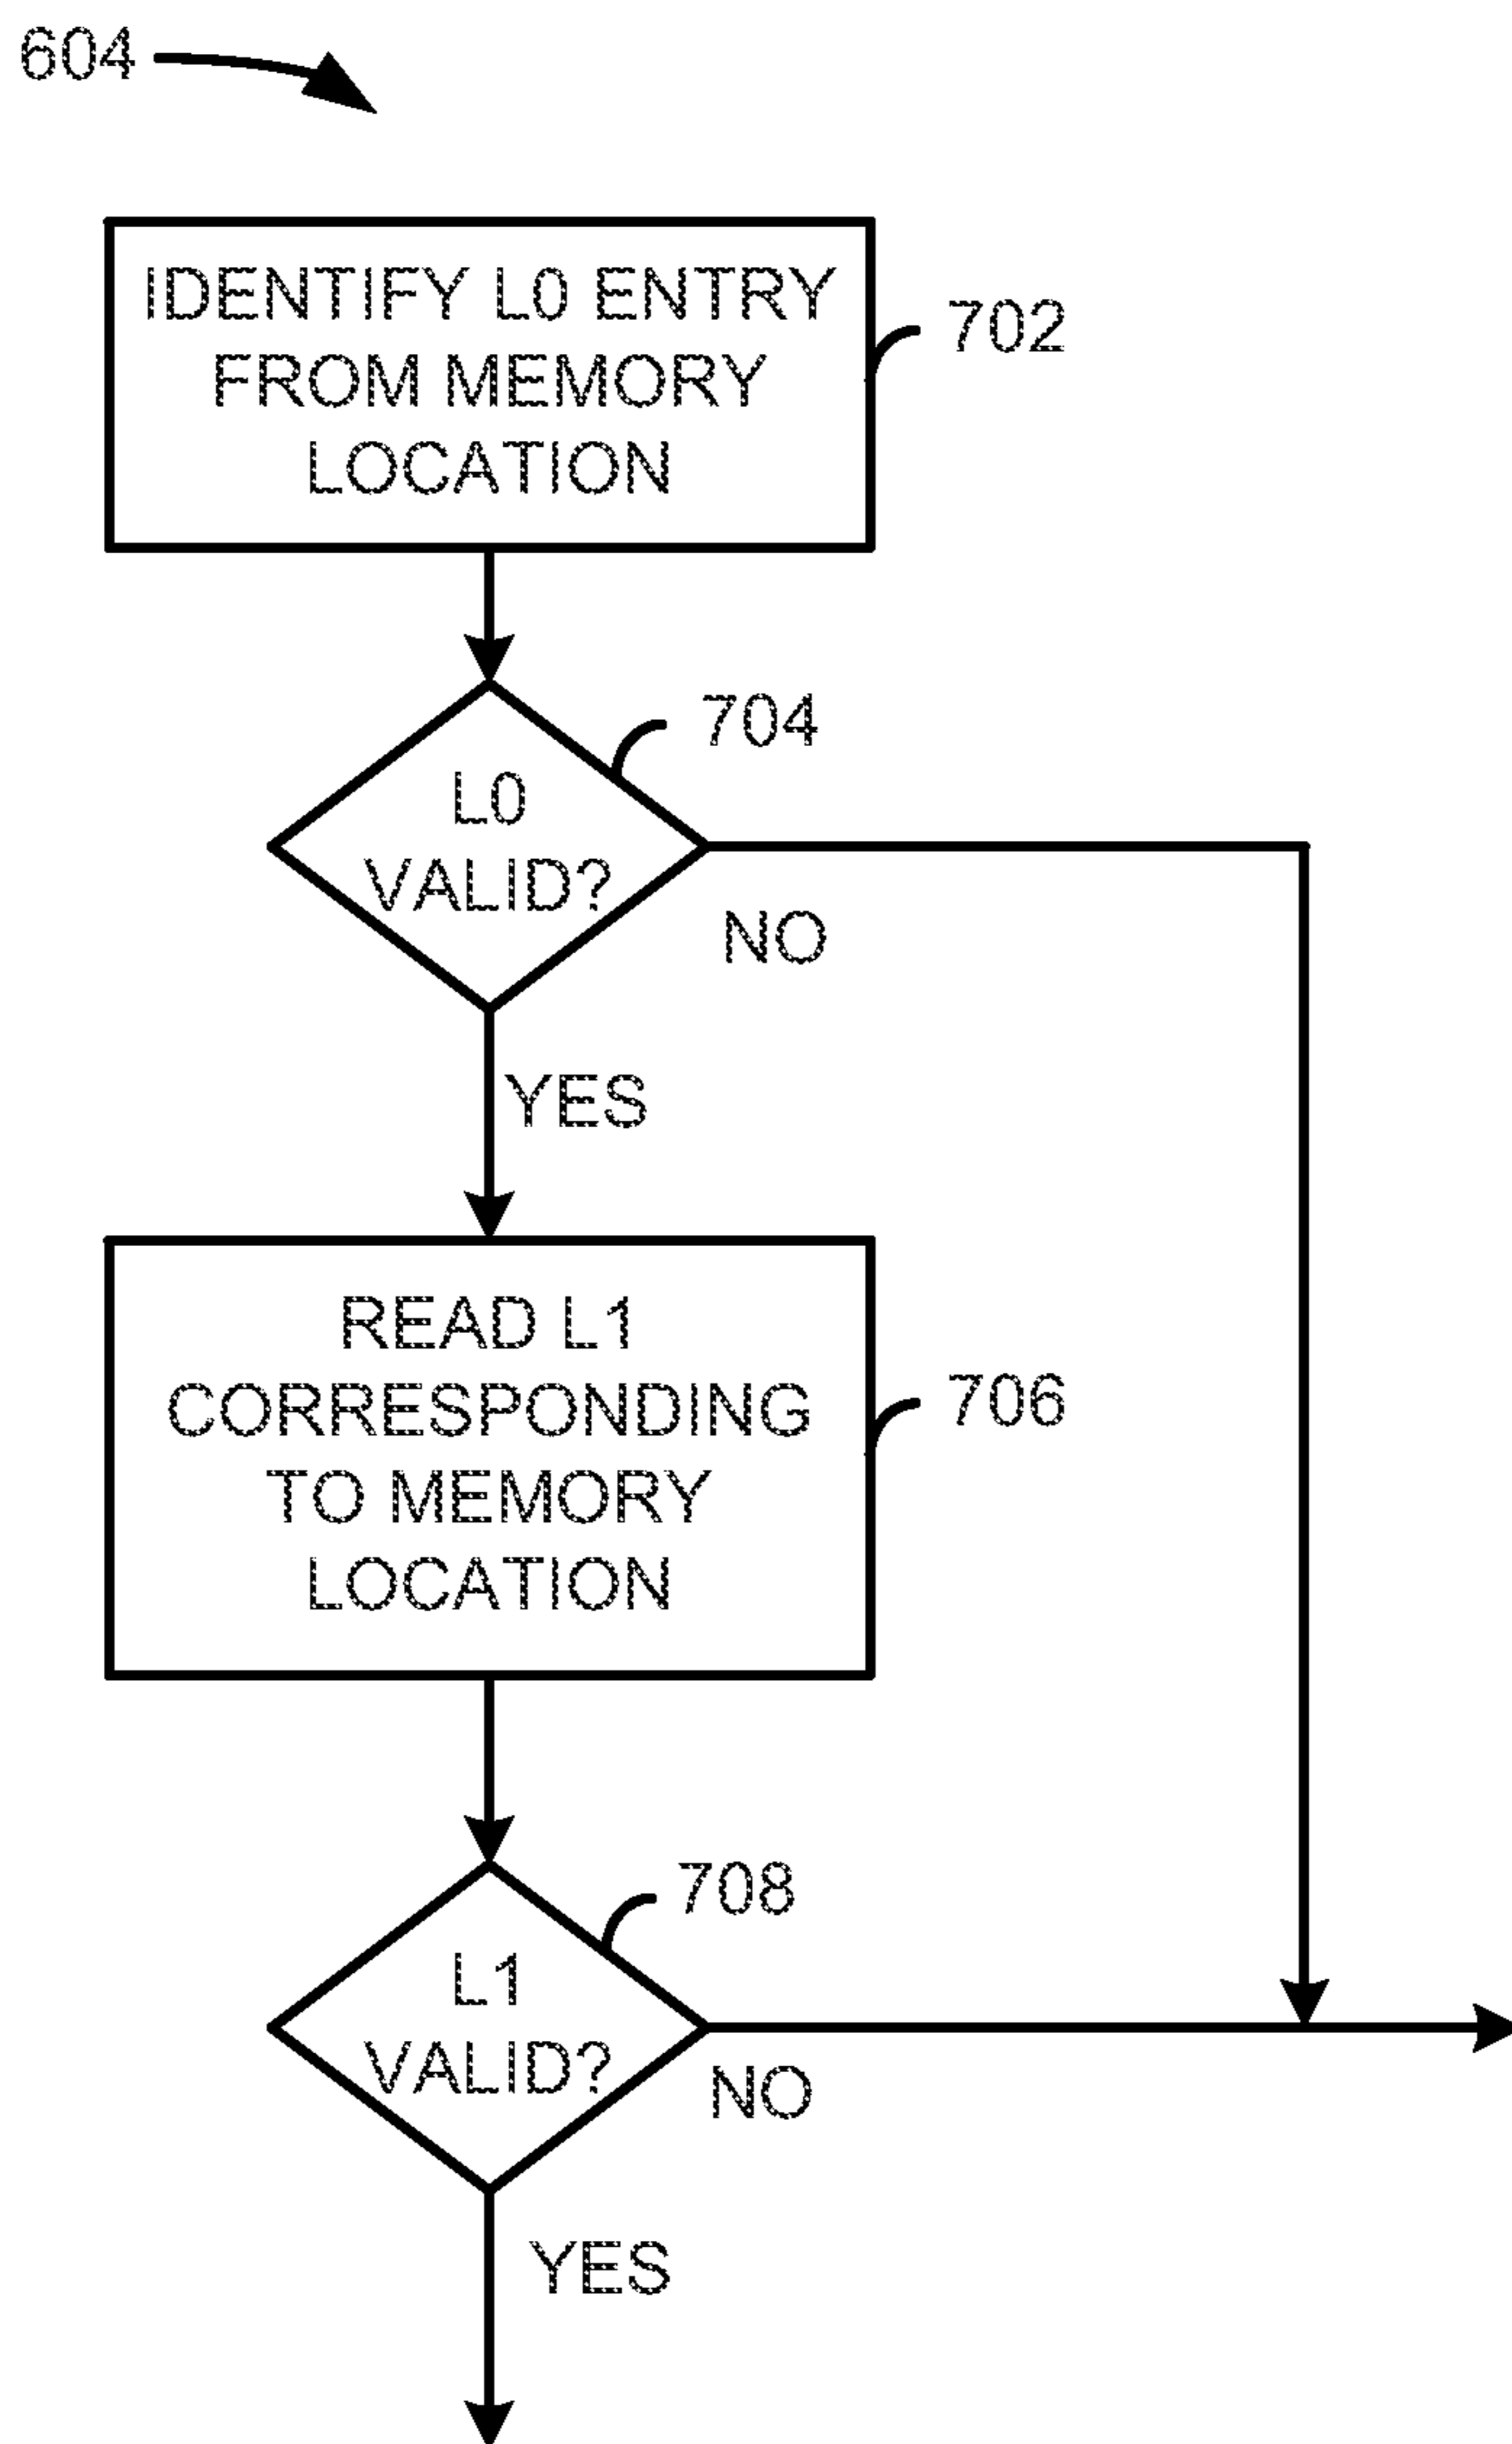 604
IDENTIFY L0 ENTRY
FROM MEMORY
LOCATION
702
704
L0
VALID?
NO
YES
READ L1
CORRESPONDING
TO MEMORY
LOCATION
706
708
L1
VALID?
NO
YES